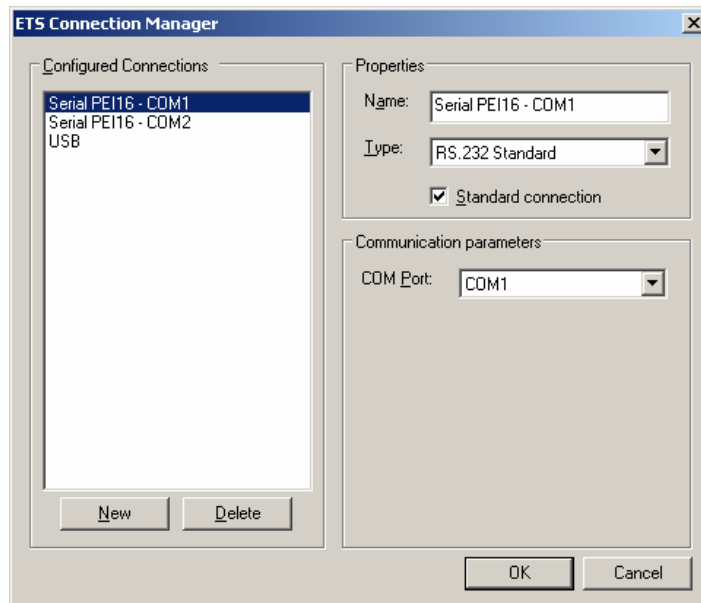 ETS Connection Manager
Configured Connections
Serial PEI16 - COM1
Serial PEI16 - COM2
USB
New
Delete
Properties
Name:
Serial PEI16 - COM1
Type:
RS.232 Standard
Standard connection
Communication parameters
COM Port:
COM1
OK
Cancel